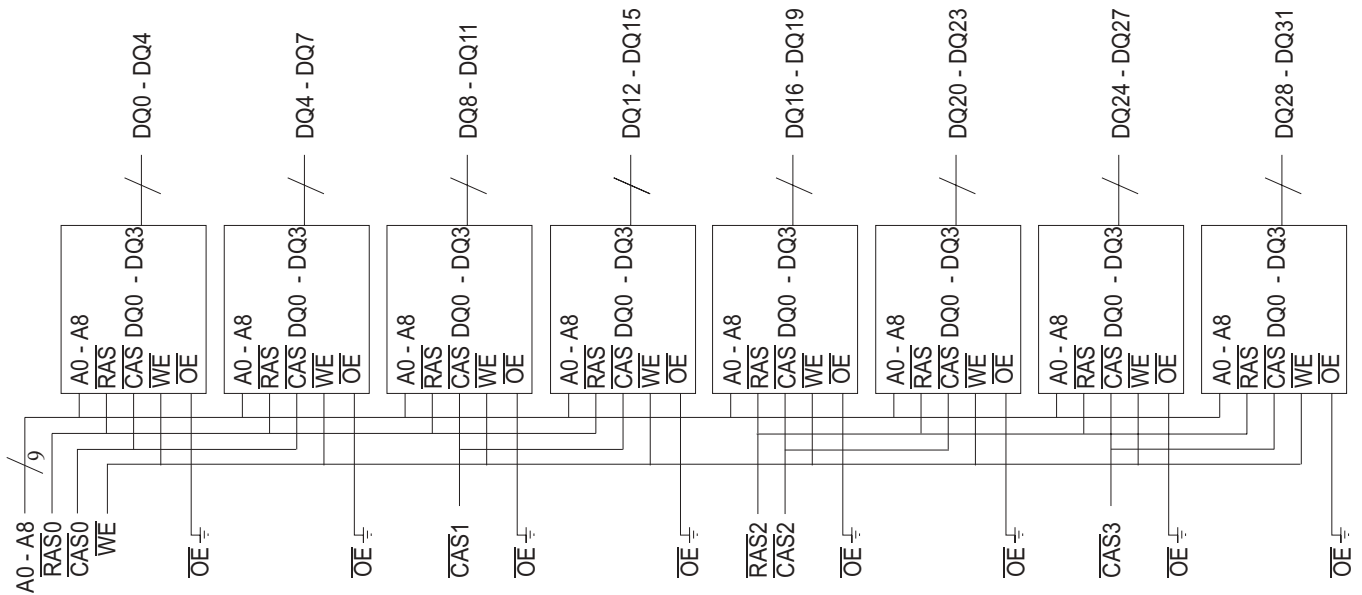 A0 - A8
9
RAS0
CAS0
WE
A0 - A8
RAS
CAS DQ0 - DQ3
WE
OE
DQ0 - DQ4
OE
A0 - A8
RAS
CAS DQ0 - DQ3
WE
OE
DQ4 - DQ7
OE
CAS1
A0 - A8
RAS
CAS DQ0 - DQ3
WE
OE
DQ8 - DQ11
OE
A0 - A8
RAS
CAS DQ0 - DQ3
WE
OE
DQ12 - DQ15
OE
RAS2
CAS2
A0 - A8
RAS
CAS DQ0 - DQ3
WE
OE
DQ16 - DQ19
OE
A0 - A8
RAS
CAS DQ0 - DQ3
WE
OE
DQ20 - DQ23
OE
CAS3
A0 - A8
RAS
CAS DQ0 - DQ3
WE
OE
DQ24 - DQ27
OE
A0 - A8
RAS
CAS DQ0 - DQ3
WE
OE
DQ28 - DQ31
OE